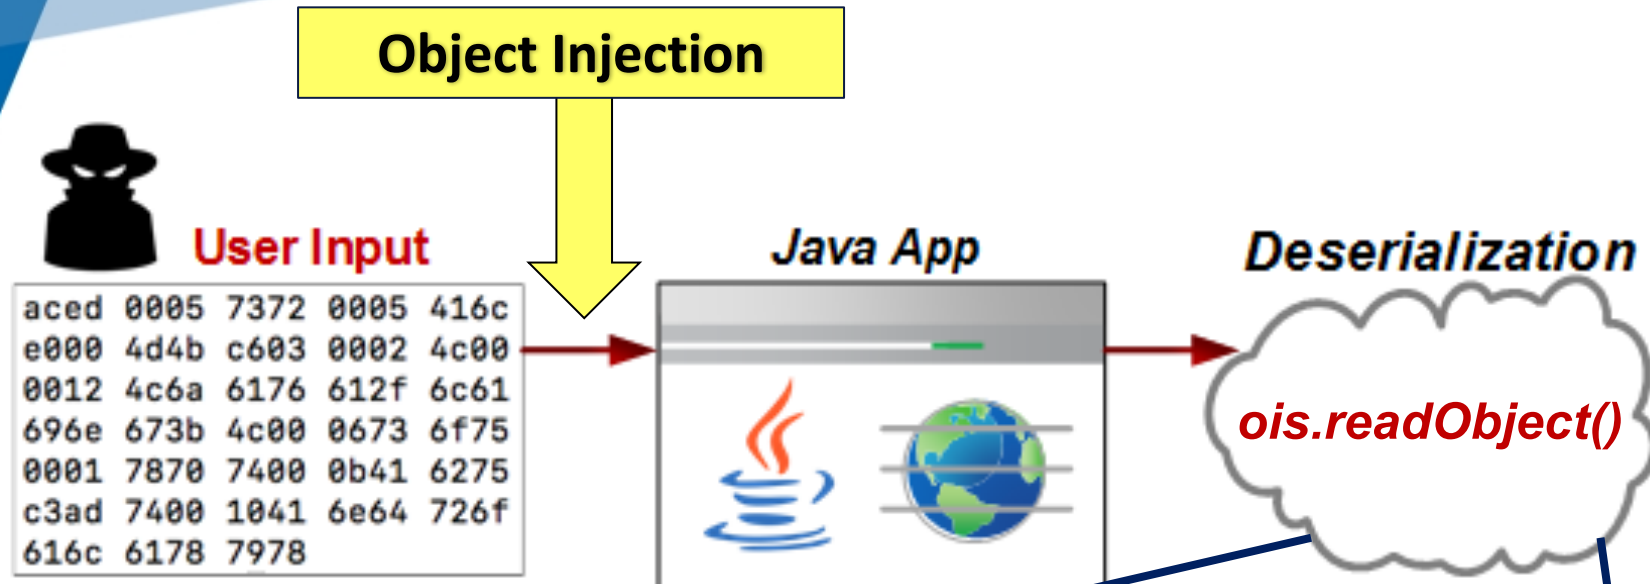 Object Injection
User Input
Java App
Deserialization
aced 0005 7372 0005 416c
e000 4d4b c603 0002 4c00
0012 4c6a 6176 612f 6c61
696e 673b 4c00 0673 6f75
0001 7870 7400 0b41 6275
c3ad 7400 1041 6e64 726f
616c 6178 7978
ois.readObject()